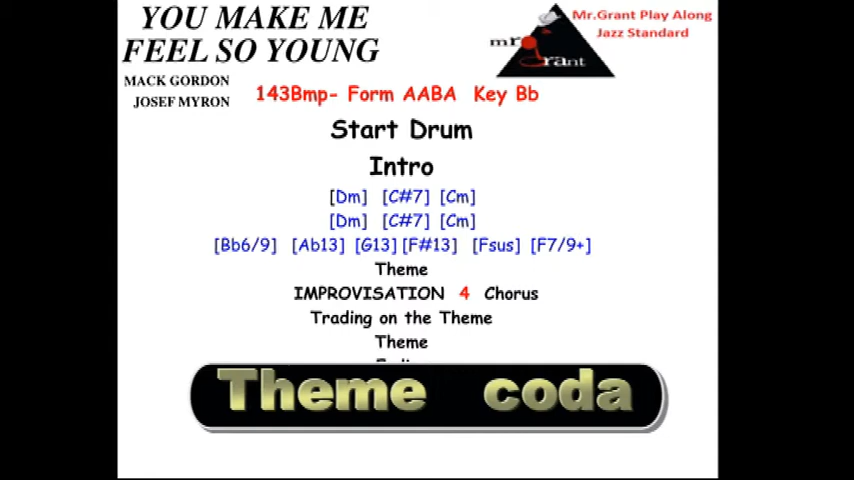 YOU MAKE ME
FEEL SO YOUNG
MACK GORDON
JOSEF MYRON
Mr.Grant Play Along
Jazz Standard
mr grant
143Bmp- Form AABA Key Bb
Start Drum
Intro
[Dm] [C#7] [Cm]
[Dm] [C#7] [Cm]
[Bb6/9] [Ab13] [G13] [F#13] [Fsus] [F7/9+]
Theme
IMPROVISATION 4 Chorus
Trading on the Theme
Theme
Theme coda